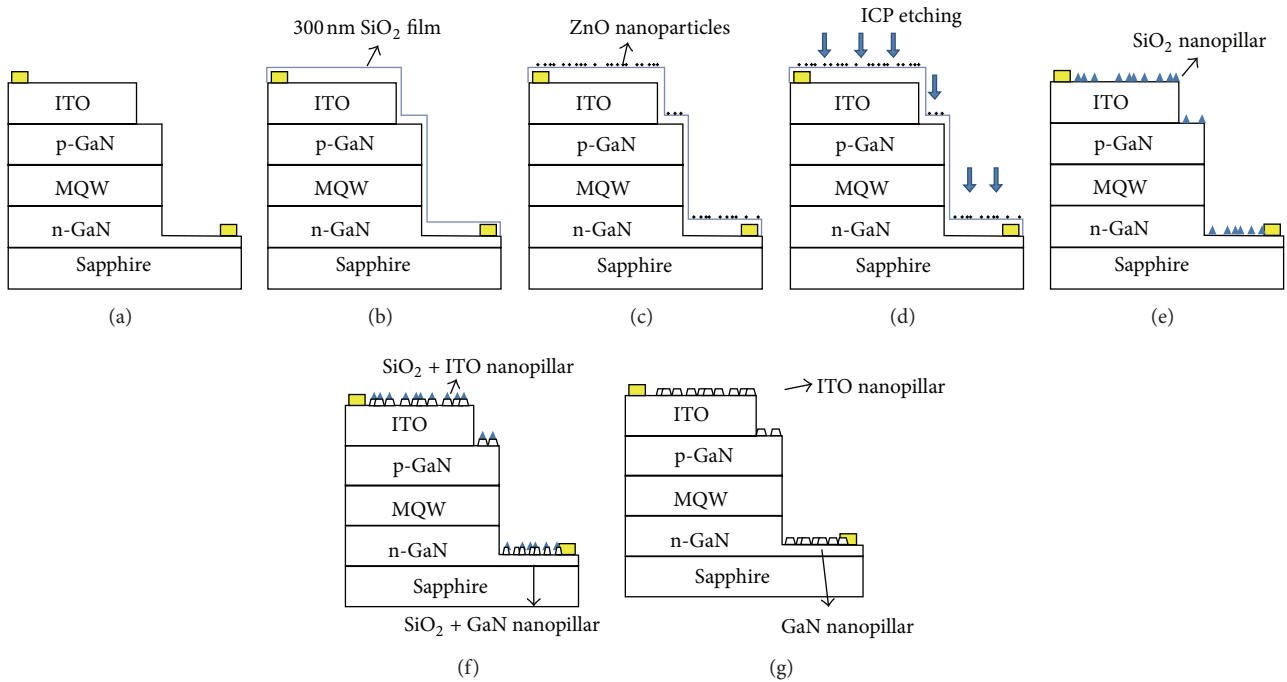 300 nm SiO₂ film
ZnO nanoparticles
ICP etching
SiO₂ nanopillar
ITO
p-GaN
MQW
n-GaN
Sapphire
(a)
ITO
p-GaN
MQW
n-GaN
Sapphire
(b)
ITO
p-GaN
MQW
n-GaN
Sapphire
(c)
ITO
p-GaN
MQW
n-GaN
Sapphire
(d)
ITO
p-GaN
MQW
n-GaN
Sapphire
(e)
SiO₂ + ITO nanopillar
ITO
p-GaN
MQW
n-GaN
Sapphire
SiO₂ + GaN nanopillar
(f)
ITO nanopillar
ITO
p-GaN
MQW
n-GaN
Sapphire
GaN nanopillar
(g)